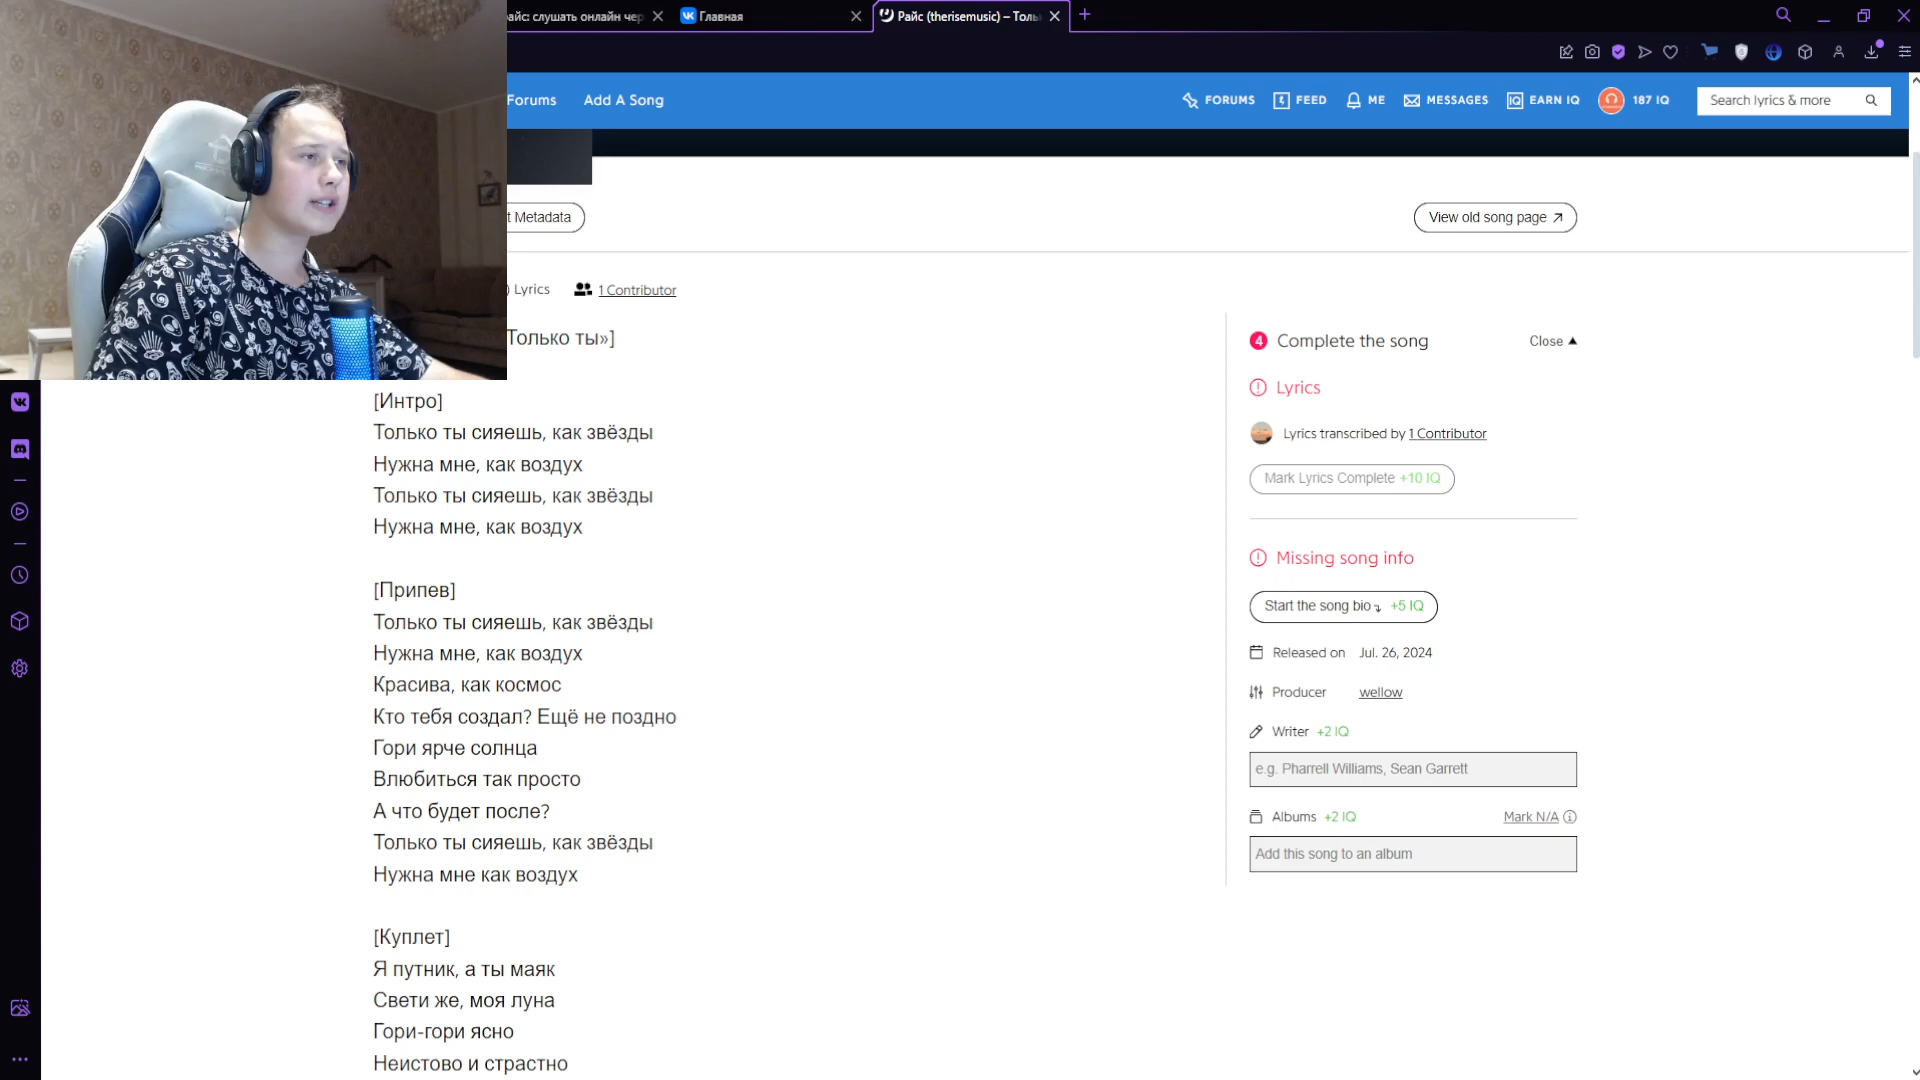 райс: слушать онлайн чер
Главная
Райс (therisemusic) – Толь
Forums
Add A Song
FORUMS
FEED
ME
MESSAGES
IQ
EARN IQ
187 IQ
Search lyrics & more
t Metadata
View old song page
) Lyrics
1 Contributor
Только ты»]
[Интро]
Только ты сияешь, как звёзды
Нужна мне, как воздух
Только ты сияешь, как звёзды
Нужна мне, как воздух
[Припев]
Только ты сияешь, как звёзды
Нужна мне, как воздух
Красива, как космос
Кто тебя создал? Ещё не поздно
Гори ярче солнца
Влюбиться так просто
А что будет после?
Только ты сияешь, как звёзды
Нужна мне как воздух
[Куплет]
Я путник, а ты маяк
Свети же, моя луна
Гори-гори ясно
Неистово и страстно
4 Complete the song
Close
Lyrics
Lyrics transcribed by 1 Contributor
Mark Lyrics Complete +10 IQ
Missing song info
Start the song bio +5 IQ
Released on Jul. 26, 2024
Producer wellow
Writer +2 IQ
e.g. Pharrell Williams, Sean Garrett
Albums +2 IQ
Mark N/A
Add this song to an album